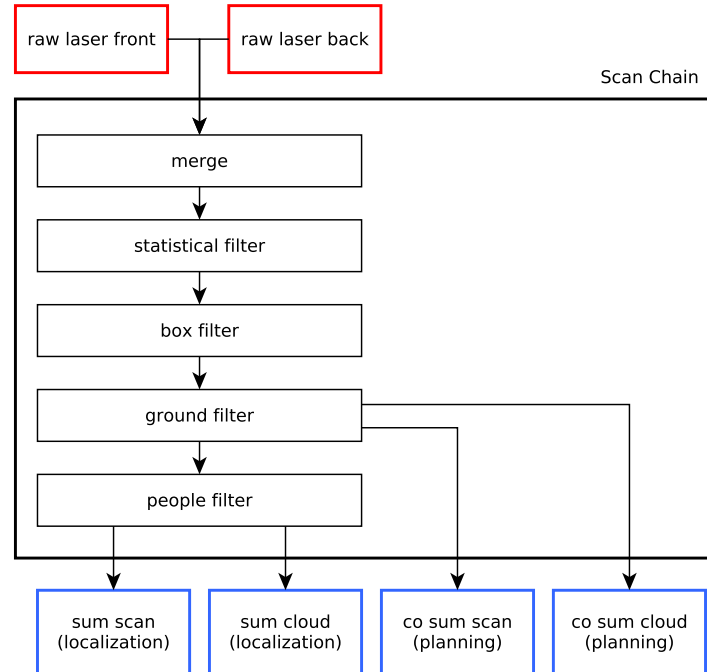 raw laser front
raw laser back
Scan Chain
merge
statistical filter
box filter
ground filter
people filter
sum scan
(localization)
sum cloud
(localization)
co sum scan
(planning)
co sum cloud
(planning)